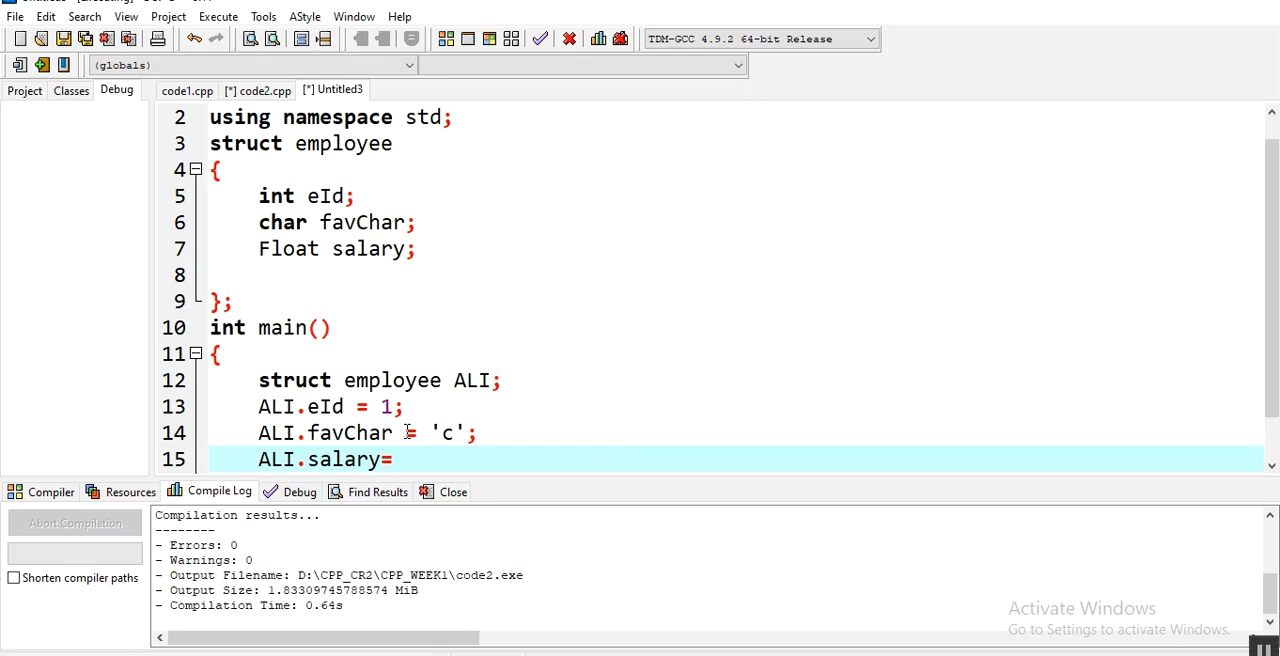 File Edit Search View Project Execute Tools AStyle Window Help
TDM-GCC 4.9.2 64-bit Release
(globals)
Project Classes Debug
code1.cpp [*] code2.cpp [*] Untitled3
2 using namespace std;
3 struct employee
4 {
5 int eId;
6 char favChar;
7 Float salary;
8
9 };
10 int main()
11 {
12 struct employee ALI;
13 ALI.eId = 1;
14 ALI.favChar = 'c';
15 ALI.salary=
Compiler Resources Compile Log Debug Find Results Close
Abort Compilation
Shorten compiler paths
Compilation results...
--------
- Errors: 0
- Warnings: 0
- Output Filename: D:\CPP_CR2\CPP_WEEK1\code2.exe
- Output Size: 1.83309745788574 MiB
- Compilation Time: 0.64s
Activate Windows
Go to Settings to activate Windows.